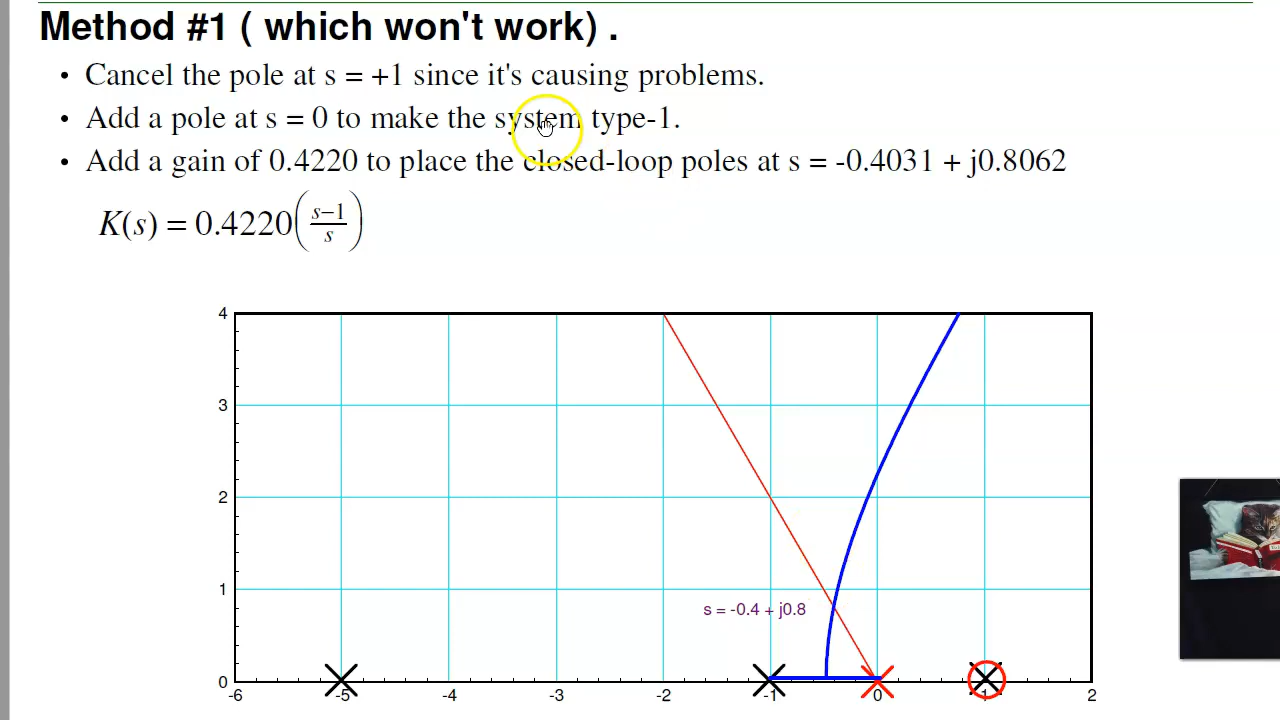 Method #1 ( which won't work) .
• Cancel the pole at s = +1 since it's causing problems.
• Add a pole at s = 0 to make the system type-1.
• Add a gain of 0.4220 to place the closed-loop poles at s = -0.4031 + j0.8062
K(s) = 0.4220(s−1/s)
4
3
2
1
s = -0.4 + j0.8
0
-6 -5 -4 -3 -2 -1 0 1 2